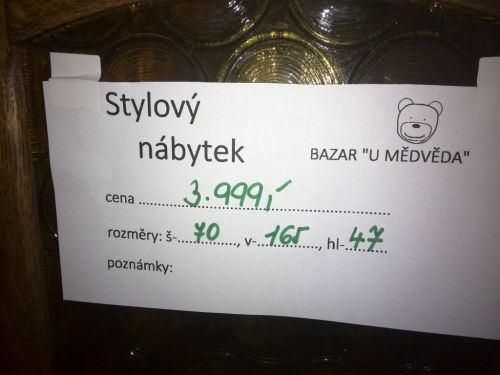 Stylový
nábytek
BAZAR "U MĚDVĚDA"
cena ....3.999,-....
rozměry: š-...70..., v-...165..., hl-...47...
poznámky: